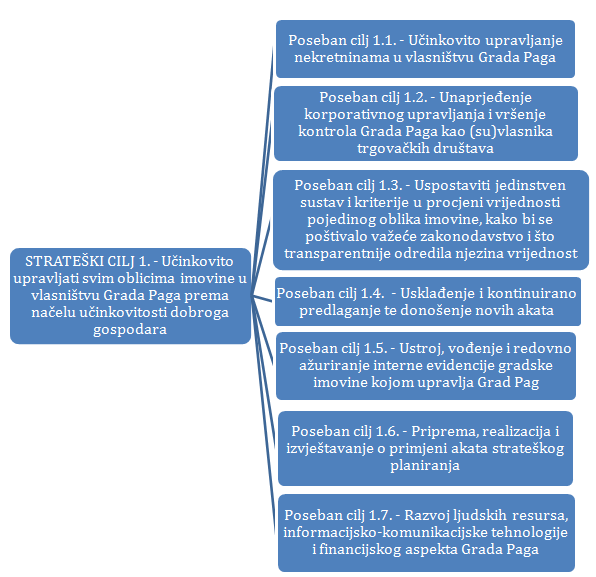 STRATEŠKI CILJ 1. - Učinkovito
upravljati svim oblicima imovine u
vlasništvu Grada Paga prema
načelu učinkovitosti dobroga
gospodara
Poseban cilj 1.1. - Učinkovito upravljanje
nekretninama u vlasništvu Grada Paga
Poseban cilj 1.2. - Unaprjeđenje
korporativnog upravljanja i vršenje
kontrola Grada Paga kao (su)vlasnika
trgovačkih društava
Poseban cilj 1.3. - Uspostaviti jedinstven
sustav i kriterije u procjeni vrijednosti
pojedinog oblika imovine, kako bi se
poštivalo važeće zakonodavstvo i što
transparentnije odredila njezina vrijednost
Poseban cilj 1.4. - Usklađenje i kontinuirano
predlaganje te donošenje novih akata
Poseban cilj 1.5. - Ustroj, vođenje i redovno
ažuriranje interne evidencije gradske
imovine kojom upravlja Grad Pag
Poseban cilj 1.6. - Priprema, realizacija i
izvještavanje o primjeni akata strateškog
planiranja
Poseban cilj 1.7. - Razvoj ljudskih resursa,
informacijsko-komunikacijske tehnologije
i financijskog aspekta Grada Paga